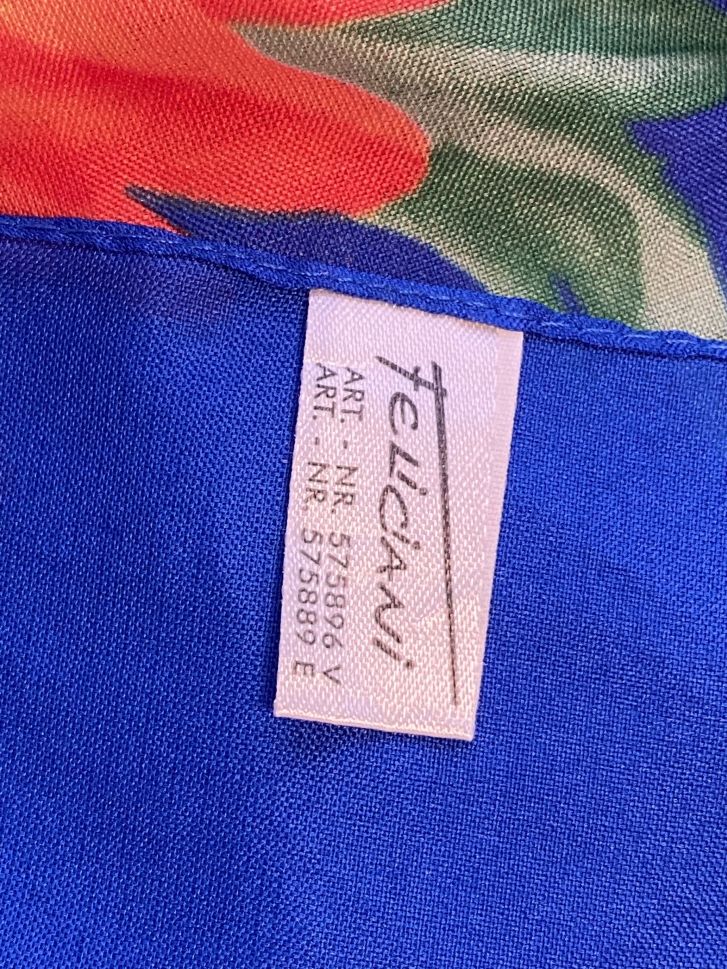 Feliciani
ART. - NR. 575896 V
ART. - NR. 575889 E